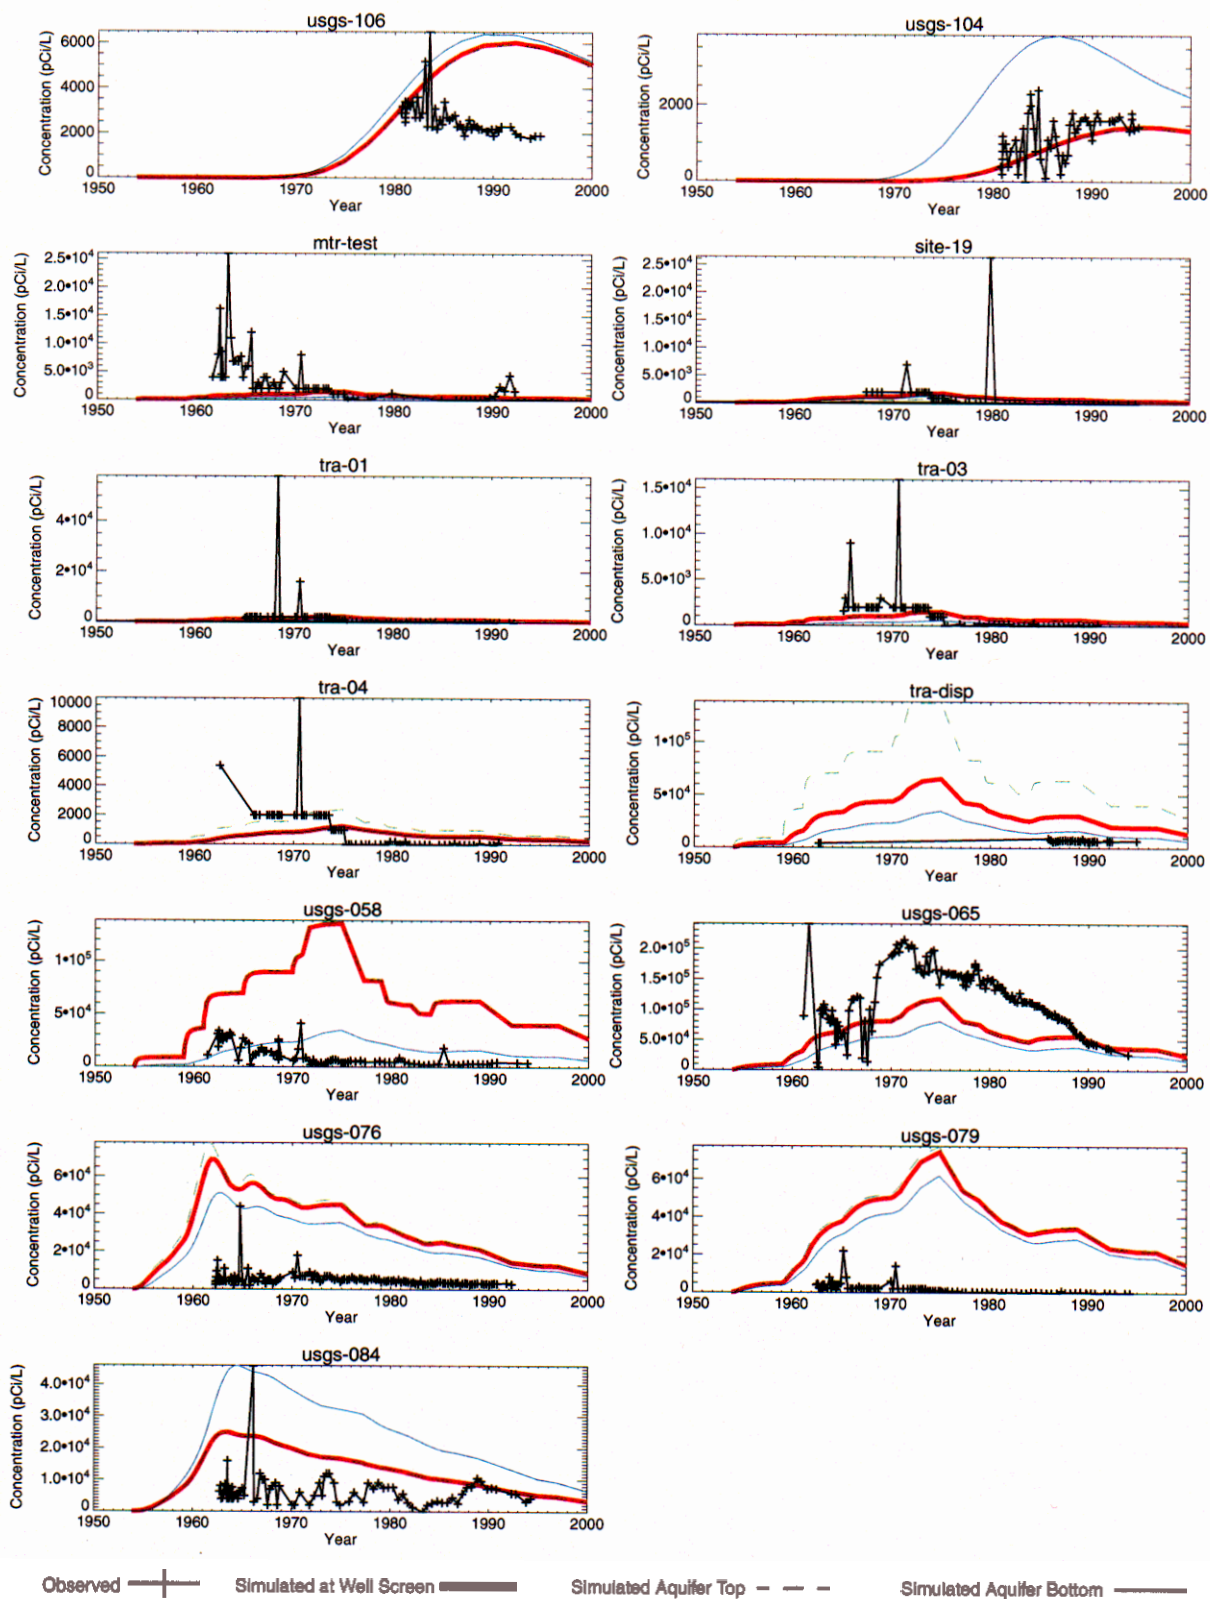 usgs-106
Concentration (pCi/L)
6000
4000
2000
0
1950 1960 1970 1980 1990 2000
Year
usgs-104
Concentration (pCi/L)
2000
0
1950 1960 1970 1980 1990 2000
Year
mtr-test
Concentration (pCi/L)
2.5•10⁴
2.0•10⁴
1.5•10⁴
1.0•10⁴
5.0•10³
0
1950 1960 1970 1980 1990 2000
Year
site-19
Concentration (pCi/L)
2.5•10⁴
2.0•10⁴
1.5•10⁴
1.0•10⁴
5.0•10³
0
1950 1960 1970 1980 1990 2000
Year
tra-01
Concentration (pCi/L)
4•10⁴
2•10⁴
0
1950 1960 1970 1980 1990 2000
Year
tra-03
Concentration (pCi/L)
1.5•10⁴
1.0•10⁴
5.0•10³
0
1950 1960 1970 1980 1990 2000
Year
tra-04
Concentration (pCi/L)
10000
8000
6000
4000
2000
0
1950 1960 1970 1980 1990 2000
Year
tra-disp
Concentration (pCi/L)
1•10⁵
5•10⁴
0
1950 1960 1970 1980 1990 2000
Year
usgs-058
Concentration (pCi/L)
1•10⁵
5•10⁴
0
1950 1960 1970 1980 1990 2000
Year
usgs-065
Concentration (pCi/L)
2.0•10⁵
1.5•10⁵
1.0•10⁵
5.0•10⁴
0
1950 1960 1970 1980 1990 2000
Year
usgs-076
Concentration (pCi/L)
6•10⁴
4•10⁴
2•10⁴
0
1950 1960 1970 1980 1990 2000
Year
usgs-079
Concentration (pCi/L)
6•10⁴
4•10⁴
2•10⁴
0
1950 1960 1970 1980 1990 2000
Year
usgs-084
Concentration (pCi/L)
4.0•10⁴
3.0•10⁴
2.0•10⁴
1.0•10⁴
0
1950 1960 1970 1980 1990 2000
Year
Observed Simulated at Well Screen Simulated Aquifer Top Simulated Aquifer Bottom